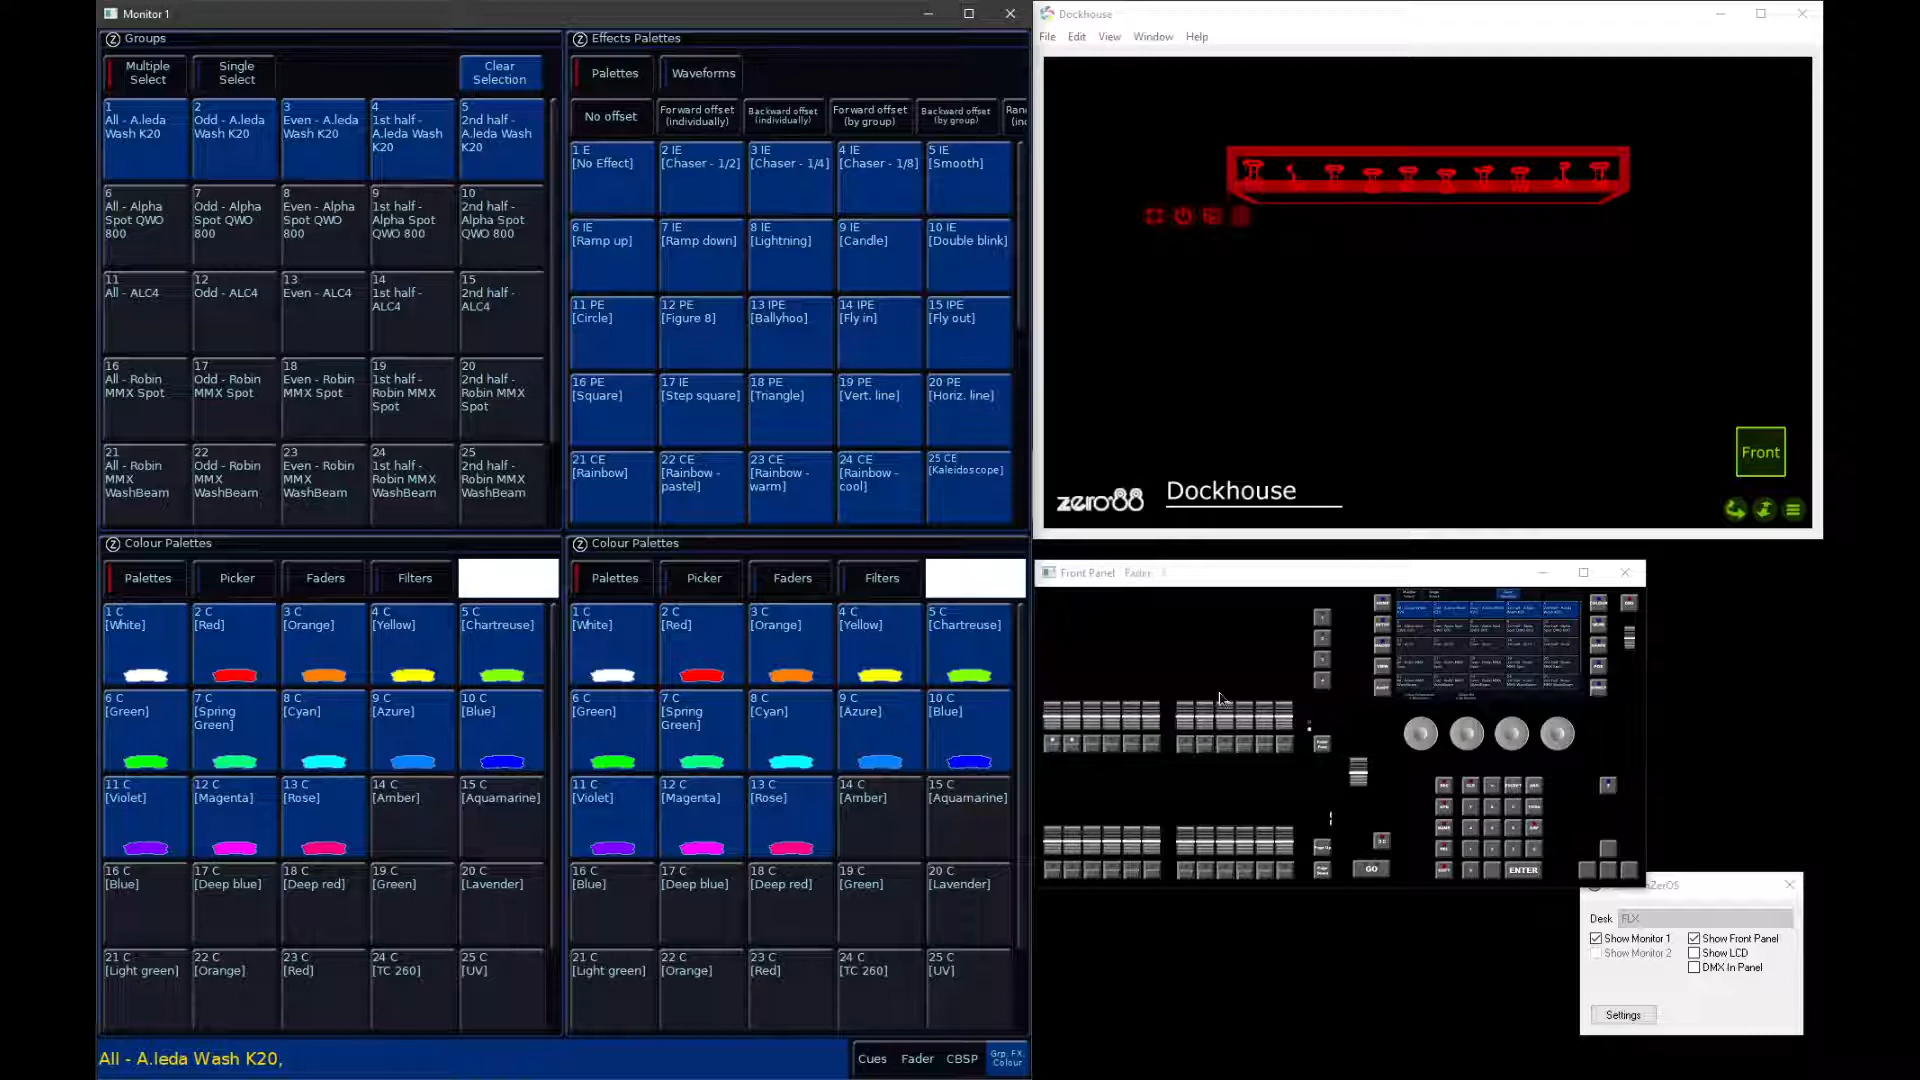 Monitor 1
Groups
Multiple Select
Single Select
Clear Selection
1 All - A.leda Wash K20
2 Odd - A.leda Wash K20
3 Even - A.leda Wash K20
4 1st half - A.leda Wash K20
5 2nd half - A.leda Wash K20
6 All - Alpha Spot QWO 800
7 Odd - Alpha Spot QWO 800
8 Even - Alpha Spot QWO 800
9 1st half - Alpha Spot QWO 800
10 2nd half - Alpha Spot QWO 800
11 All - ALC4
12 Odd - ALC4
13 Even - ALC4
14 1st half - ALC4
15 2nd half - ALC4
16 All - Robin MMX Spot
17 Odd - Robin MMX Spot
18 Even - Robin MMX Spot
19 1st half - Robin MMX Spot
20 2nd half - Robin MMX Spot
21 All - Robin MMX WashBeam
22 Odd - Robin MMX WashBeam
23 Even - Robin MMX WashBeam
24 1st half - Robin MMX WashBeam
25 2nd half - Robin MMX WashBeam
Effects Palettes
Palettes
Waveforms
No offset
Forward offset (individually)
Backward offset (individually)
Forward offset (by group)
Backward offset (by group)
1 IE [No Effect]
2 IE [Chaser - 1/2]
3 IE [Chaser - 1/4]
4 IE [Chaser - 1/8]
5 IE [Smooth]
6 IE [Ramp up]
7 IE [Ramp down]
8 IE [Lightning]
9 IE [Candle]
10 IE [Double blink]
11 PE [Circle]
12 PE [Figure 8]
13 IPE [Ballyhoo]
14 IPE [Fly in]
15 IPE [Fly out]
16 PE [Square]
17 IE [Step square]
18 PE [Triangle]
19 PE [Vert. line]
20 PE [Horiz. line]
21 CE [Rainbow]
22 CE [Rainbow - pastel]
23 CE [Rainbow - warm]
24 CE [Rainbow - cool]
25 CE [Kaleidoscope]
Colour Palettes
Palettes
Picker
Faders
Filters
1 C [White]
2 C [Red]
3 C [Orange]
4 C [Yellow]
5 C [Chartreuse]
6 C [Green]
7 C [Spring Green]
8 C [Cyan]
9 C [Azure]
10 C [Blue]
11 C [Violet]
12 C [Magenta]
13 C [Rose]
14 C [Amber]
15 C [Aquamarine]
16 C [Blue]
17 C [Deep blue]
18 C [Deep red]
19 C [Green]
20 C [Lavender]
21 C [Light green]
22 C [Orange]
23 C [Red]
24 C [TC 260]
25 C [UV]
Colour Palettes
Palettes
Picker
Faders
Filters
1 C [White]
2 C [Red]
3 C [Orange]
4 C [Yellow]
5 C [Chartreuse]
6 C [Green]
7 C [Spring Green]
8 C [Cyan]
9 C [Azure]
10 C [Blue]
11 C [Violet]
12 C [Magenta]
13 C [Rose]
14 C [Amber]
15 C [Aquamarine]
16 C [Blue]
17 C [Deep blue]
18 C [Deep red]
19 C [Green]
20 C [Lavender]
21 C [Light green]
22 C [Orange]
23 C [Red]
24 C [TC 260]
25 C [UV]
All - A.leda Wash K20,
Cues
Fader
CBSP
Grp, FX, Colour
Dockhouse
File Edit View Window Help
Front
zero88
Dockhouse
Front Panel
Fader
GO
ENTER
Desk FLX
Show Monitor 1
Show Front Panel
Show Monitor 2
Show LCD
DMX In Panel
Settings